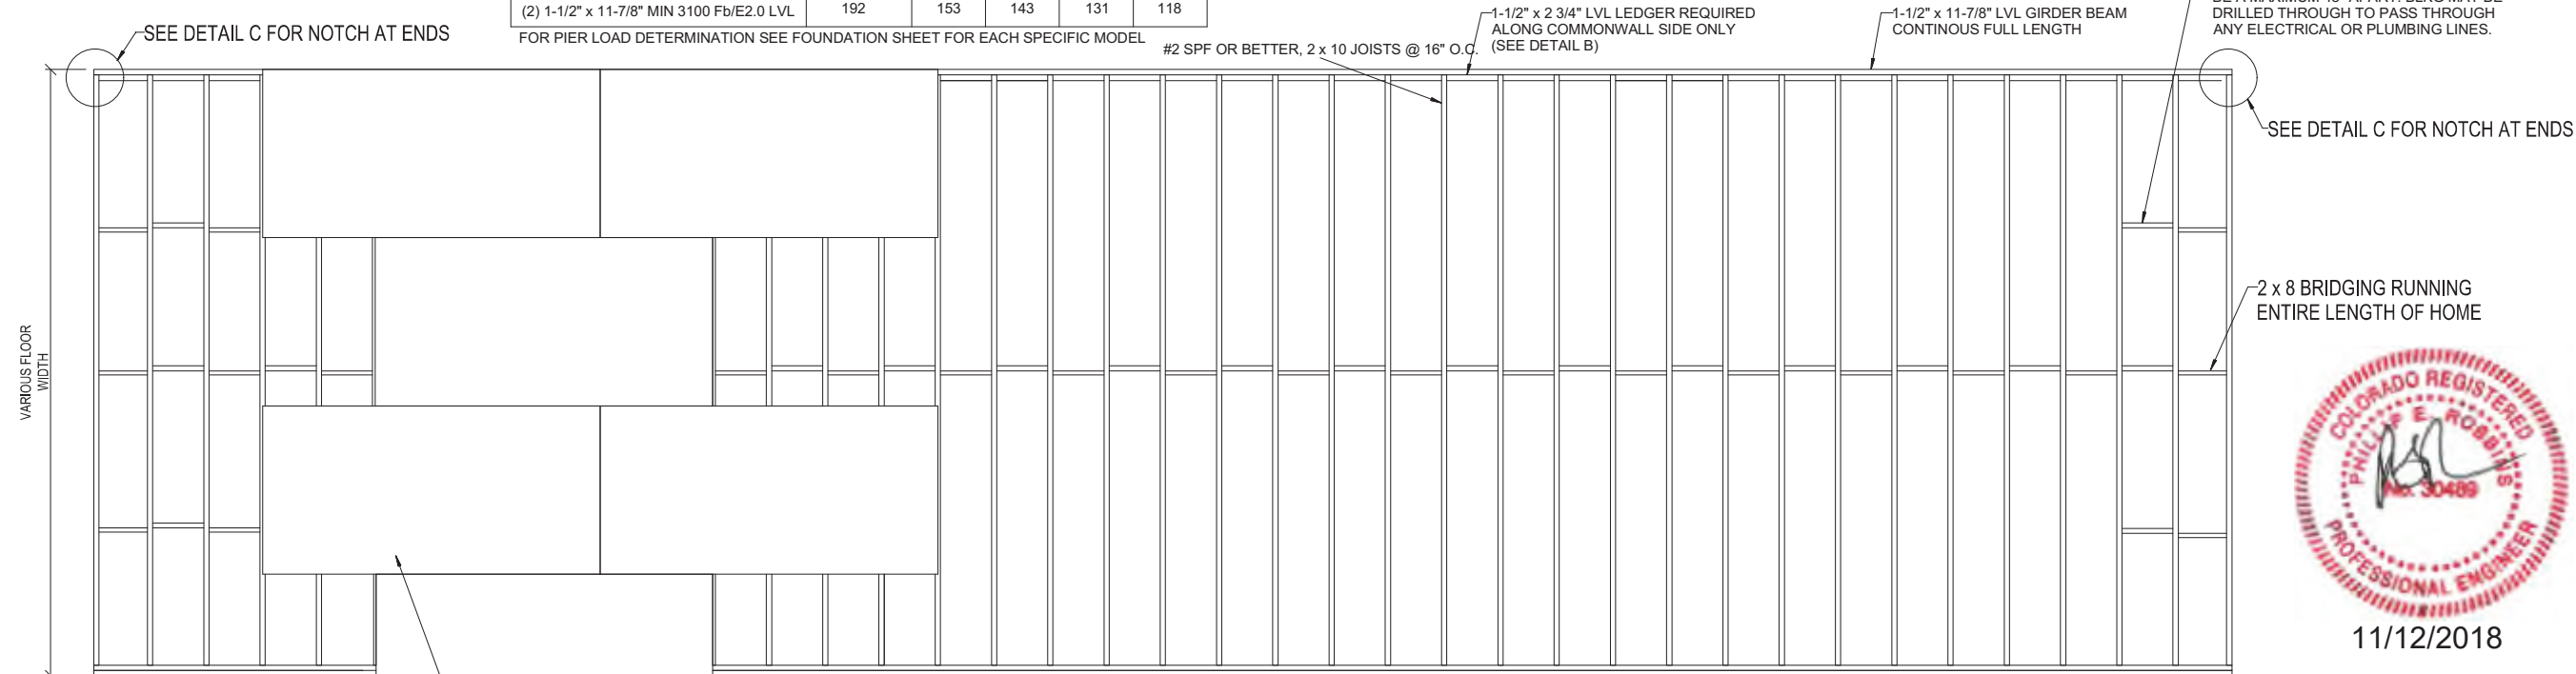 (2) 1-1/2" x 11-7/8" MIN 3100 Fb/E2.0 LVL 192 153 143 131 118
FOR PIER LOAD DETERMINATION SEE FOUNDATION SHEET FOR EACH SPECIFIC MODEL
SEE DETAIL C FOR NOTCH AT ENDS
#2 SPF OR BETTER, 2 x 10 JOISTS @ 16" O.C.
1-1/2" x 2 3/4" LVL LEDGER REQUIRED
ALONG COMMONWALL SIDE ONLY
(SEE DETAIL B)
1-1/2" x 11-7/8" LVL GIRDER BEAM
CONTINOUS FULL LENGTH
DRILLED THROUGH TO PASS THROUGH
ANY ELECTRICAL OR PLUMBING LINES.
SEE DETAIL C FOR NOTCH AT ENDS
2 x 8 BRIDGING RUNNING
ENTIRE LENGTH OF HOME
VARIOUS FLOOR
WIDTH
COLORADO REGISTERED
PHILLIP E. ROBBINS
No. 30489
PROFESSIONAL ENGINEER
11/12/2018